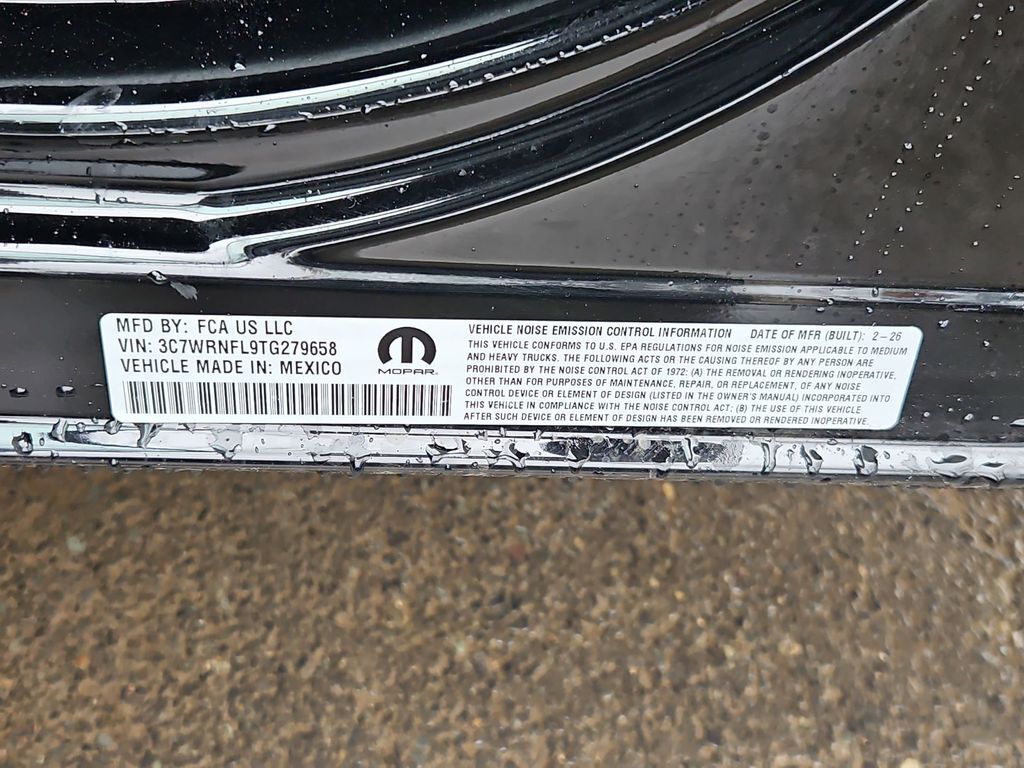 MFD BY: FCA US LLC
VIN: 3C7WRNFL9TG279658
VEHICLE MADE IN: MEXICO
MOPAR.
VEHICLE NOISE EMISSION CONTROL INFORMATION DATE OF MFR (BUILT): 2-26
THIS VEHICLE CONFORMS TO U.S. EPA REGULATIONS FOR NOISE EMISSION APPLICABLE TO MEDIUM
AND HEAVY TRUCKS. THE FOLLOWING ACTS OR THE CAUSING THEREOF BY ANY PERSON ARE
PROHIBITED BY THE NOISE CONTROL ACT OF 1972: (A) THE REMOVAL OR RENDERING INOPERATIVE,
OTHER THAN FOR PURPOSES OF MAINTENANCE, REPAIR, OR REPLACEMENT, OF ANY NOISE
CONTROL DEVICE OR ELEMENT OF DESIGN (LISTED IN THE OWNER'S MANUAL) INCORPORATED INTO
THIS VEHICLE IN COMPLIANCE WITH THE NOISE CONTROL ACT; (B) THE USE OF THIS VEHICLE
AFTER SUCH DEVICE OR ELEMENT OF DESIGN HAS BEEN REMOVED OR RENDERED INOPERATIVE.